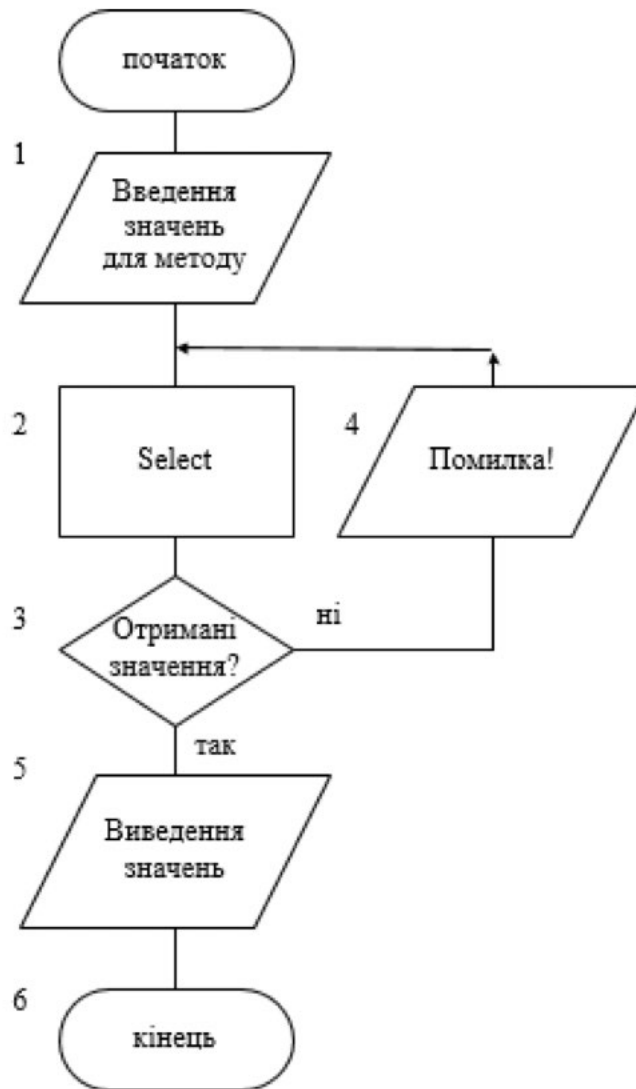 початок
1
Введення
значень
для методу
2
Select
4
Помилка!
3
Отримані
значення?
ні
так
5
Виведення
значень
6
кінець